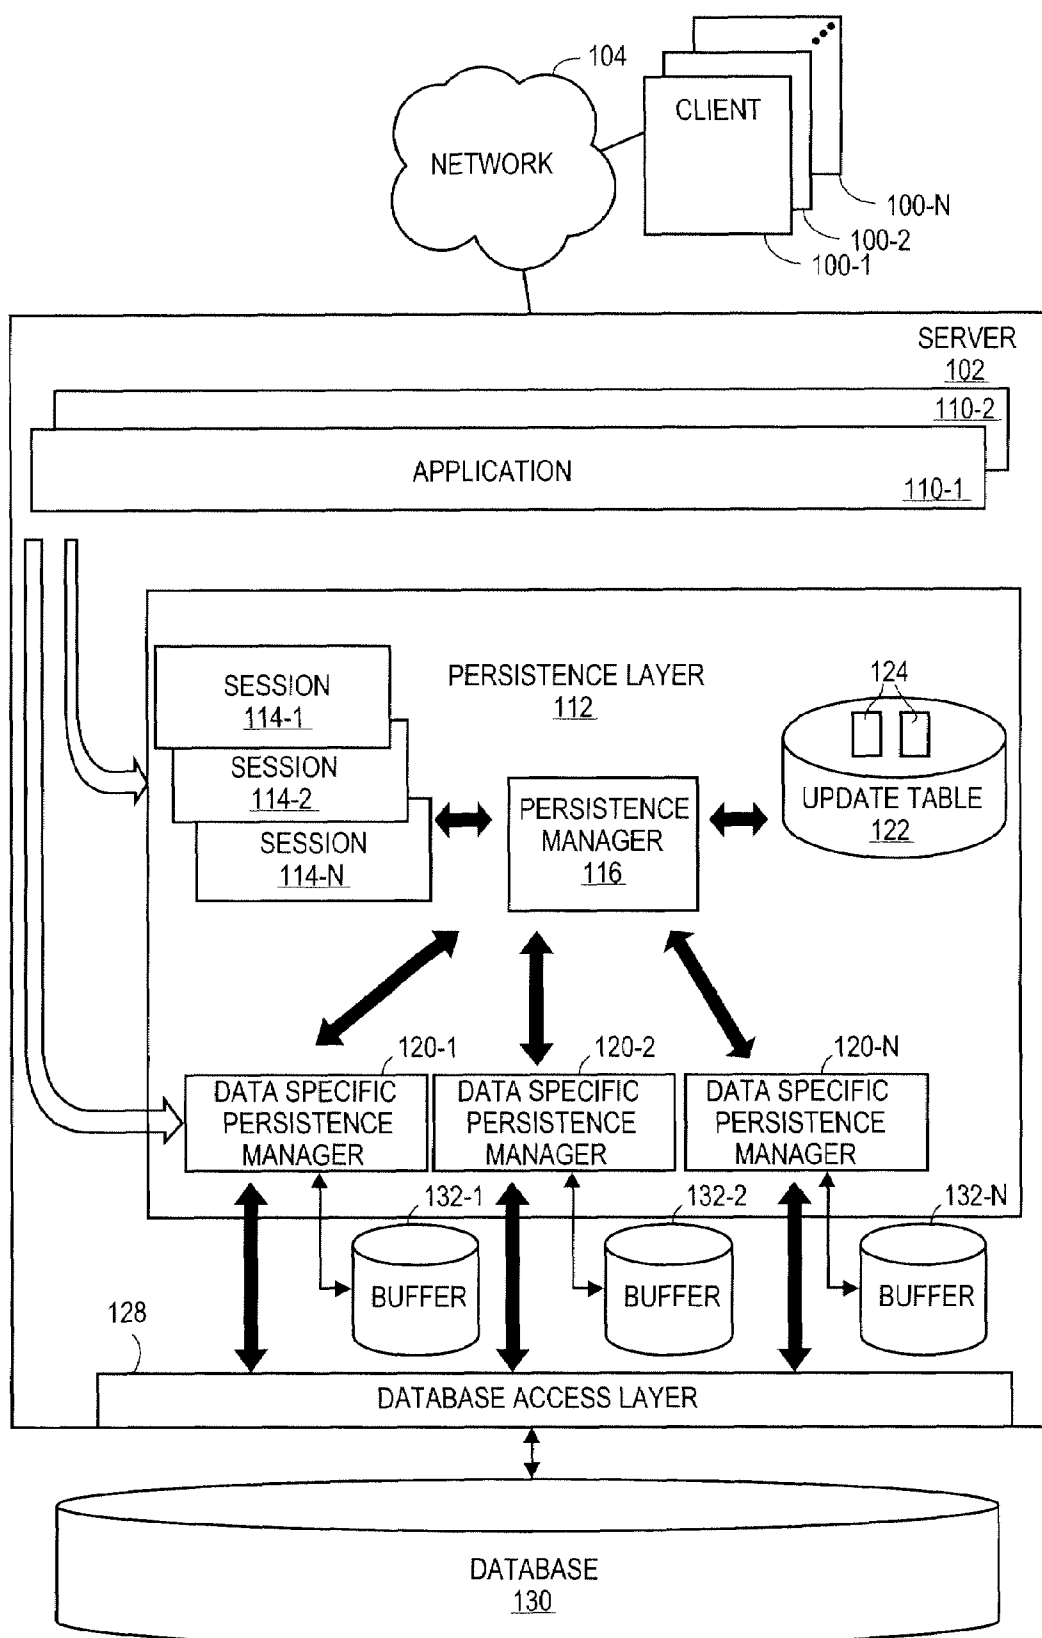 104
NETWORK
CLIENT
100-N
100-2
100-1
SERVER
102
110-2
APPLICATION
110-1
PERSISTENCE LAYER
112
SESSION
114-1
SESSION
114-2
SESSION
114-N
PERSISTENCE
MANAGER
116
124
UPDATE TABLE
122
120-1
DATA SPECIFIC
PERSISTENCE
MANAGER
120-2
DATA SPECIFIC
PERSISTENCE
MANAGER
120-N
DATA SPECIFIC
PERSISTENCE
MANAGER
132-1
BUFFER
132-2
BUFFER
132-N
BUFFER
128
DATABASE ACCESS LAYER
DATABASE
130